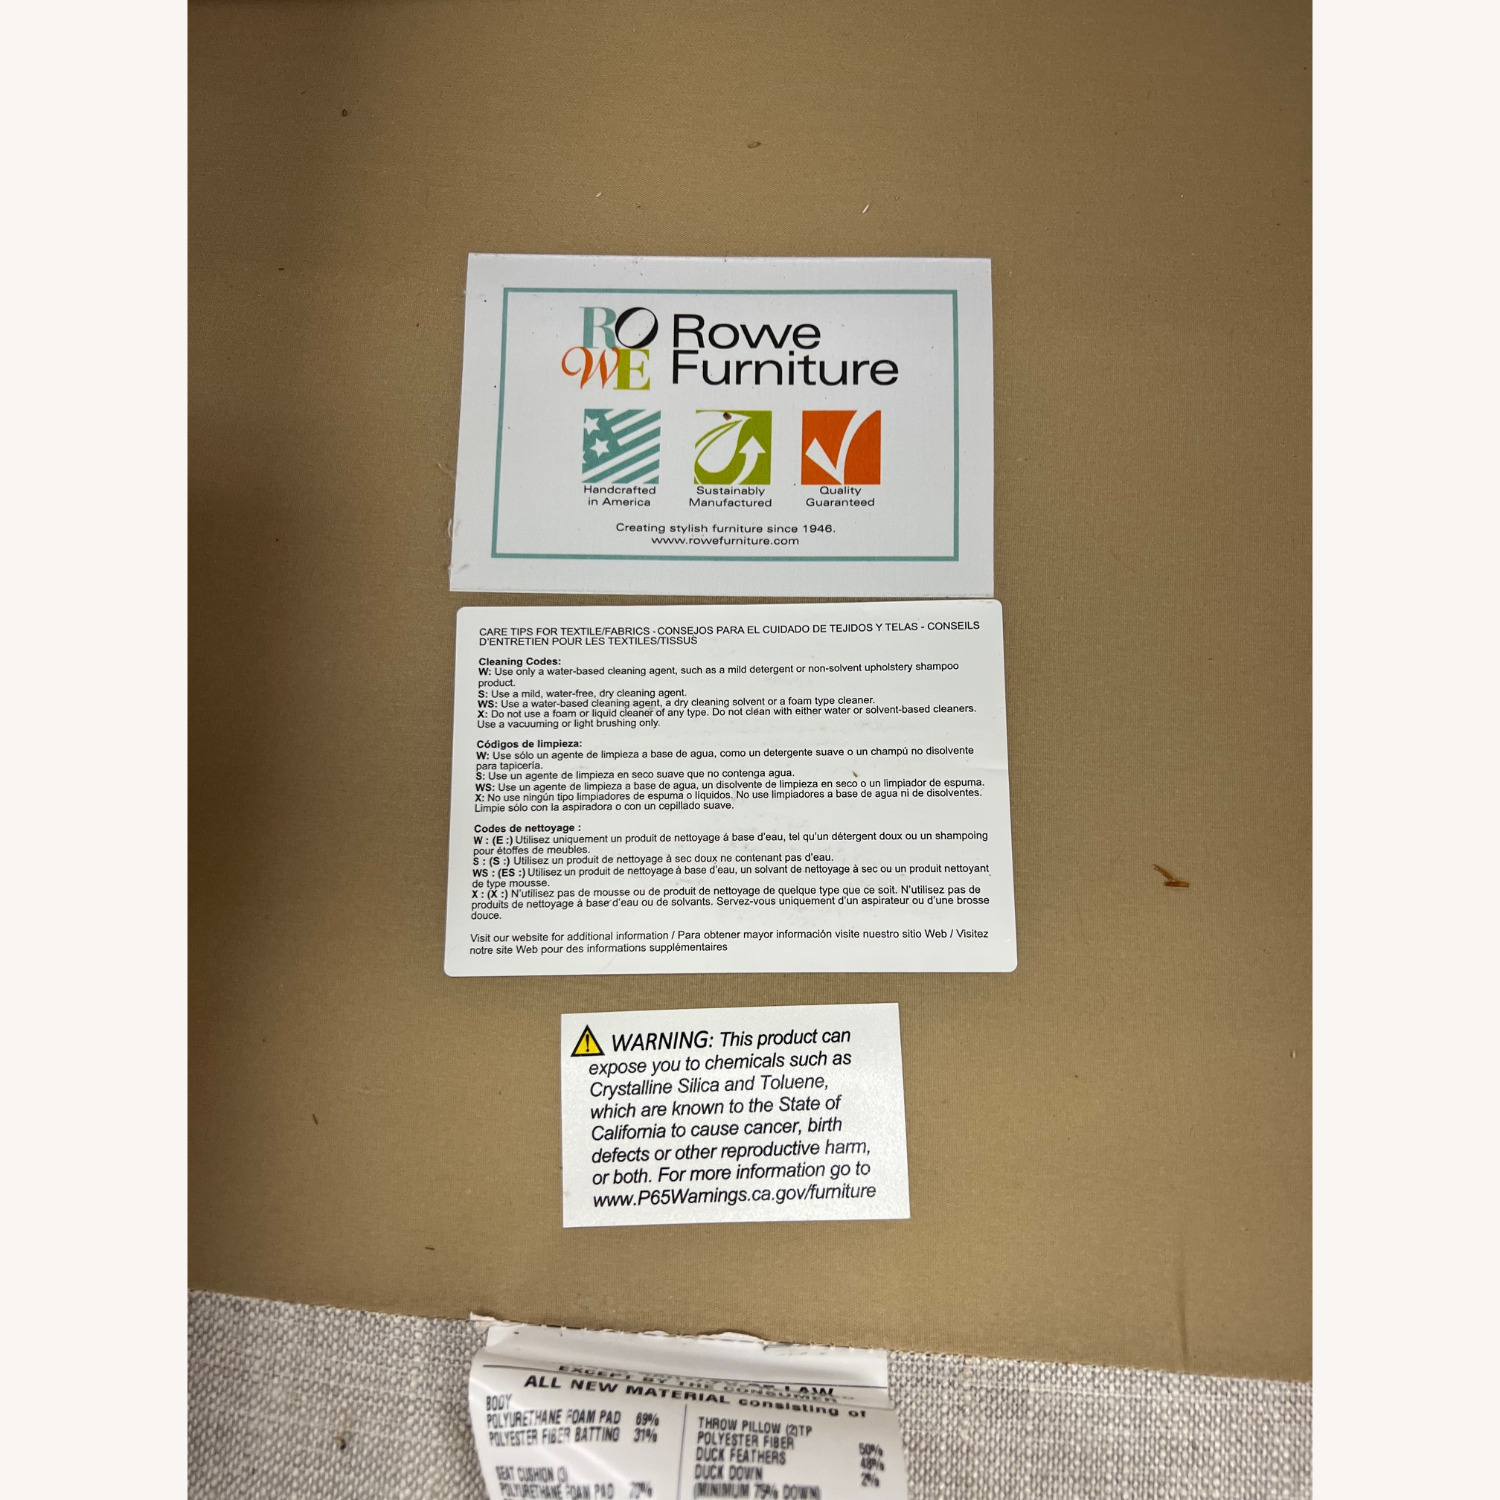 RO
WE
Rowe
Furniture
Handcrafted
in America
Sustainably
Manufactured
Quality
Guaranteed
Creating stylish furniture since 1946.
www.rowefurniture.com
CARE TIPS FOR TEXTILE/FABRICS - CONSEJOS PARA EL CUIDADO DE TEJIDOS Y TELAS - CONSEILS
D'ENTRETIEN POUR LES TEXTILES/TISSUS
Cleaning Codes:
W: Use only a water-based cleaning agent, such as a mild detergent or non-solvent upholstery shampoo
product.
S: Use a mild, water-free, dry cleaning agent.
WS: Use a water-based cleaning agent, a dry cleaning solvent or a foam type cleaner.
X: Do not use a foam or liquid cleaner of any type. Do not clean with either water or solvent-based cleaners.
Use a vacuuming or light brushing only.
Códigos de limpieza:
W: Use sólo un agente de limpieza a base de agua, como un detergente suave o un champú no disolvente
para tapicería.
S: Use un agente de limpieza en seco suave que no contenga agua.
WS: Use un agente de limpieza a base de agua, un disolvente de limpieza en seco o un limpiador de espuma.
X: No use ningún tipo limpiadores de espuma o líquidos. No use limpiadores a base de agua ni de disolventes.
Limpie sólo con la aspiradora o con un cepillado suave.
Codes de nettoyage :
W : (E :) Utilisez uniquement un produit de nettoyage á base d'eau, tel qu'un détergent doux ou un shampoing
pour étoffes de meubles.
S : (S :) Utilisez un produit de nettoyage à sec doux ne contenant pas d'eau.
WS : (ES :) Utilisez un produit de nettoyage à base d'eau, un solvant de nettoyage à sec ou un produit nettoyant
de type mousse.
X : (X :) N'utilisez pas de mousse ou de produit de nettoyage de quelque type que ce soit. N'utilisez pas de
produits de nettoyage à base d'eau ou de solvants. Servez-vous uniquement d'un aspirateur ou d'une brosse
douce.
Visit our website for additional information / Para obtener mayor información visite nuestro sitio Web / Visitez
notre site Web pour des informations supplémentaires
WARNING: This product can
expose you to chemicals such as
Crystalline Silica and Toluene,
which are known to the State of
California to cause cancer, birth
defects or other reproductive harm,
or both. For more information go to
www.P65Warnings.ca.gov/furniture
LAW
EXCEPT BY THE CONSUMER
ALL NEW MATERIAL consisting of
BODY
POLYURETHANE FOAM PAD 69%
POLYESTER FIBER BATTING 31%
SEAT CUSHION (3)
POLYURETHANE FOAM PAD
THROW PILLOW (2)TP
POLYESTER FIBER 50%
DUCK FEATHERS 48%
DUCK DOWN 2%
(MINIMUM 75% DOWN)